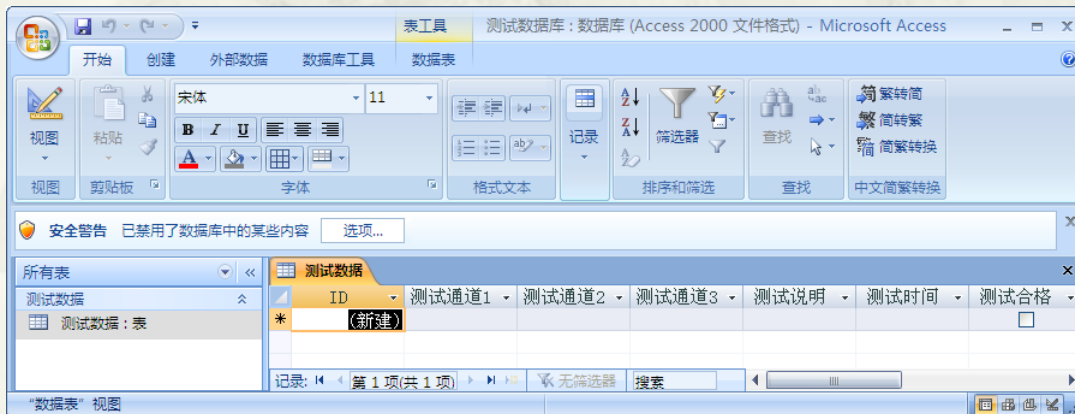 表工具 测试数据库 : 数据库 (Access 2000 文件格式) - Microsoft Access
开始 创建 外部数据 数据库工具 数据表
宋体 11 简 繁转简
视图 粘贴 B I U 记录 筛选器 查找 繁 简转繁
A 简繁转换
视图 剪贴板 字体 格式文本 排序和筛选 查找 中文简繁转换
安全警告 已禁用了数据库中的某些内容 选项...
所有表 « 测试数据
测试数据 ID 测试通道1 测试通道2 测试通道3 测试说明 测试时间 测试合格
测试数据 : 表 * (新建)
记录: 第 1 项(共 1 项) 无筛选器 搜索
“数据表” 视图